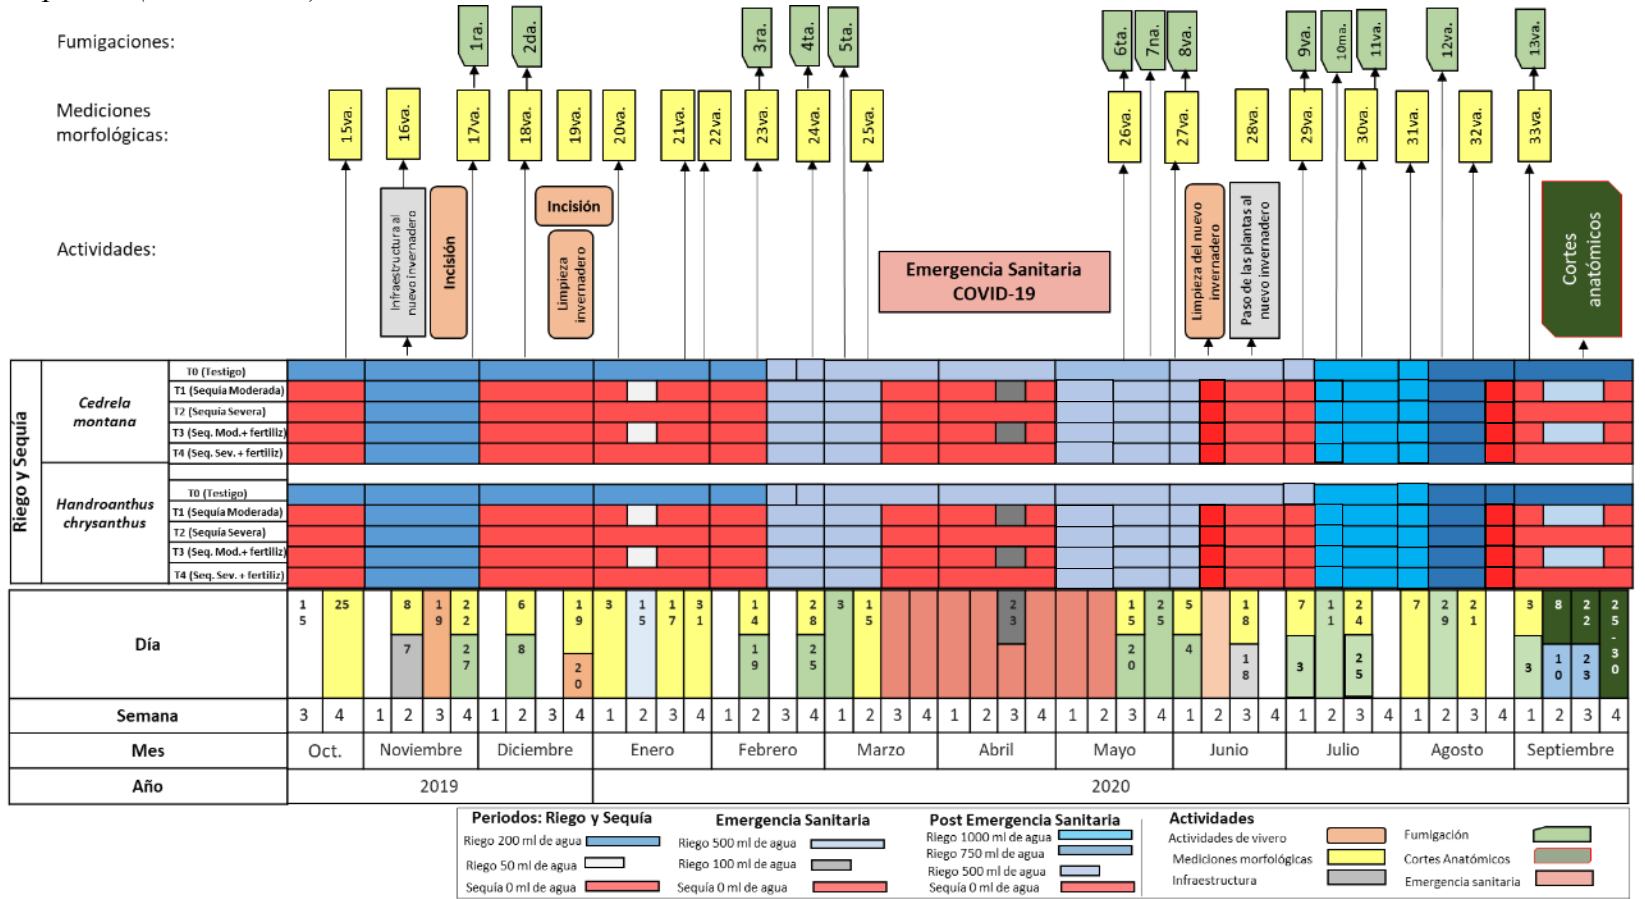 Fumigaciones:
1ra.
2da.
3ra.
4ta.
5ta.
6ta.
7na.
8va.
9va.
10ma.
11va.
12va.
13va.
Mediciones
morfológicas:
15va.
16va.
17va.
18va.
19va.
20va.
21va.
22va.
23va.
24va.
25va.
26va.
27va.
28va.
29va.
30va.
31va.
32va.
33va.
Actividades:
Infraestructura al
nuevo invernadero
Incisión
Incisión
Limpieza
invernadero
Emergencia Sanitaria
COVID-19
Limpieza del nuevo
invernadero
Paso de las plantas al
nuevo invernadero
Cortes
anatómicos
Riego y Sequía
Cedrela
montana
T0 (Testigo)
T1 (Sequía Moderada)
T2 (Sequía Severa)
T3 (Seq. Mod.+ fertiliz)
T4 (Seq. Sev. + fertiliz)
Handroanthus
chrysanthus
T0 (Testigo)
T1 (Sequía Moderada)
T2 (Sequía Severa)
T3 (Seq. Mod.+ fertiliz)
T4 (Seq. Sev. + fertiliz)
Día
15 25 8 19 22 6 19 3 15 17 31 14 28 3 15 23 15 25 5 18 7 11 24 7 29 21 3 8 22 25-30
7 27 8 20 19 25 20 4 18 3 25 3 10 23
Semana 3 4 1 2 3 4 1 2 3 4 1 2 3 4 1 2 3 4 1 2 3 4 1 2 3 4 1 2 3 4 1 2 3 4 1 2 3 4 1 2 3 4 1 2 3 4
Mes Oct. Noviembre Diciembre Enero Febrero Marzo Abril Mayo Junio Julio Agosto Septiembre
Año 2019 2020
Periodos: Riego y Sequía
Riego 200 ml de agua
Riego 50 ml de agua
Sequía 0 ml de agua
Emergencia Sanitaria
Riego 500 ml de agua
Riego 100 ml de agua
Sequía 0 ml de agua
Post Emergencia Sanitaria
Riego 1000 ml de agua
Riego 750 ml de agua
Riego 500 ml de agua
Sequía 0 ml de agua
Actividades
Actividades de vivero
Mediciones morfológicas
Infraestructura
Fumigación
Cortes Anatómicos
Emergencia sanitaria